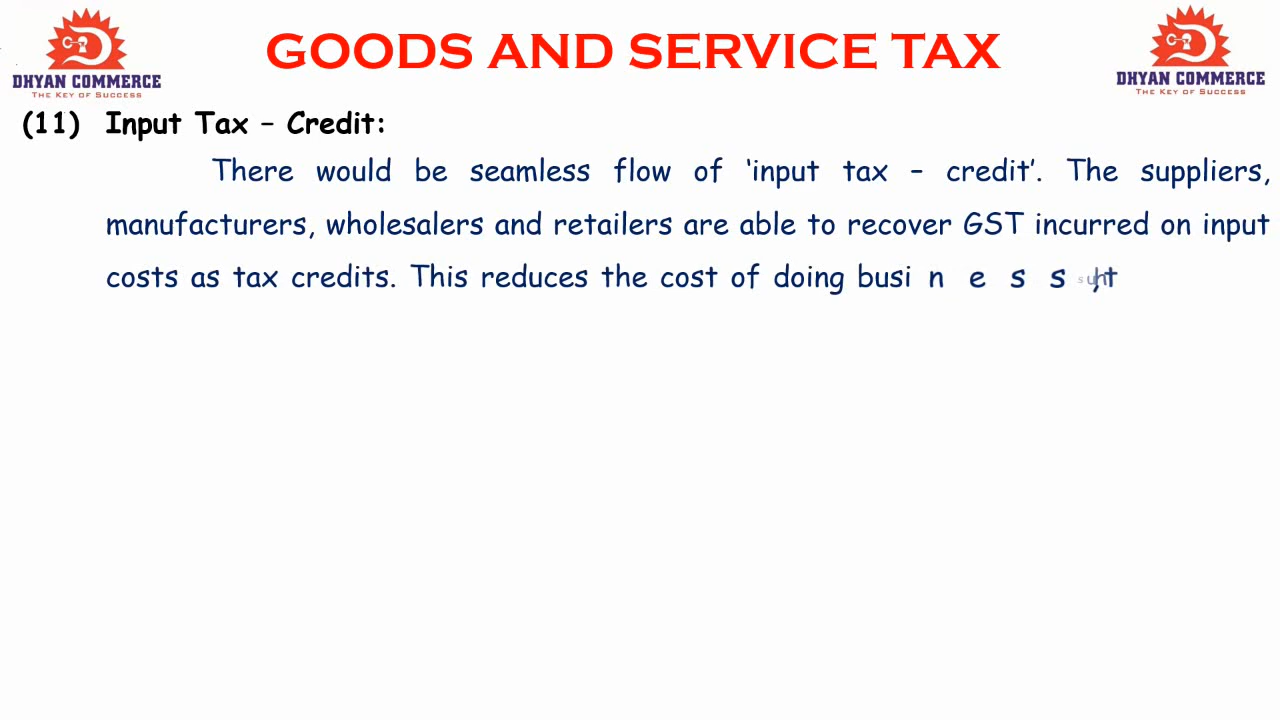 GOODS AND SERVICE TAX
DHYAN COMMERCE
THE KEY OF SUCCESS
DHYAN COMMERCE
THE KEY OF SUCCESS
(11) Input Tax – Credit:
There would be seamless flow of ‘input tax – credit’. The suppliers,
manufacturers, wholesalers and retailers are able to recover GST incurred on input
costs as tax credits. This reduces the cost of doing busi n e s s ,